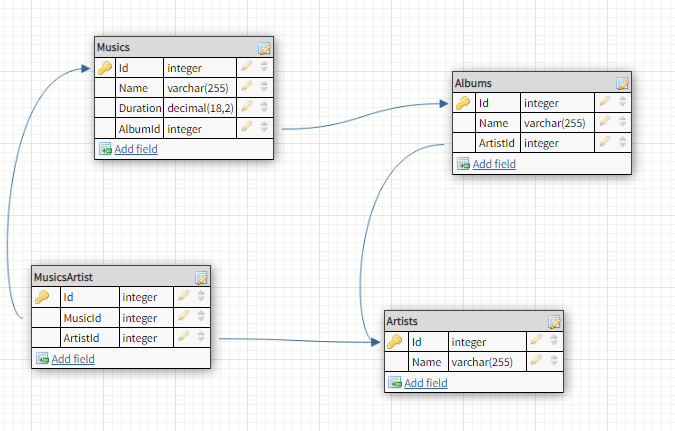 Musics
Id integer
Name varchar(255)
Duration decimal(18,2)
AlbumId integer
Add field
Albums
Id integer
Name varchar(255)
ArtistId integer
Add field
MusicsArtist
Id integer
MusicId integer
ArtistId integer
Add field
Artists
Id integer
Name varchar(255)
Add field